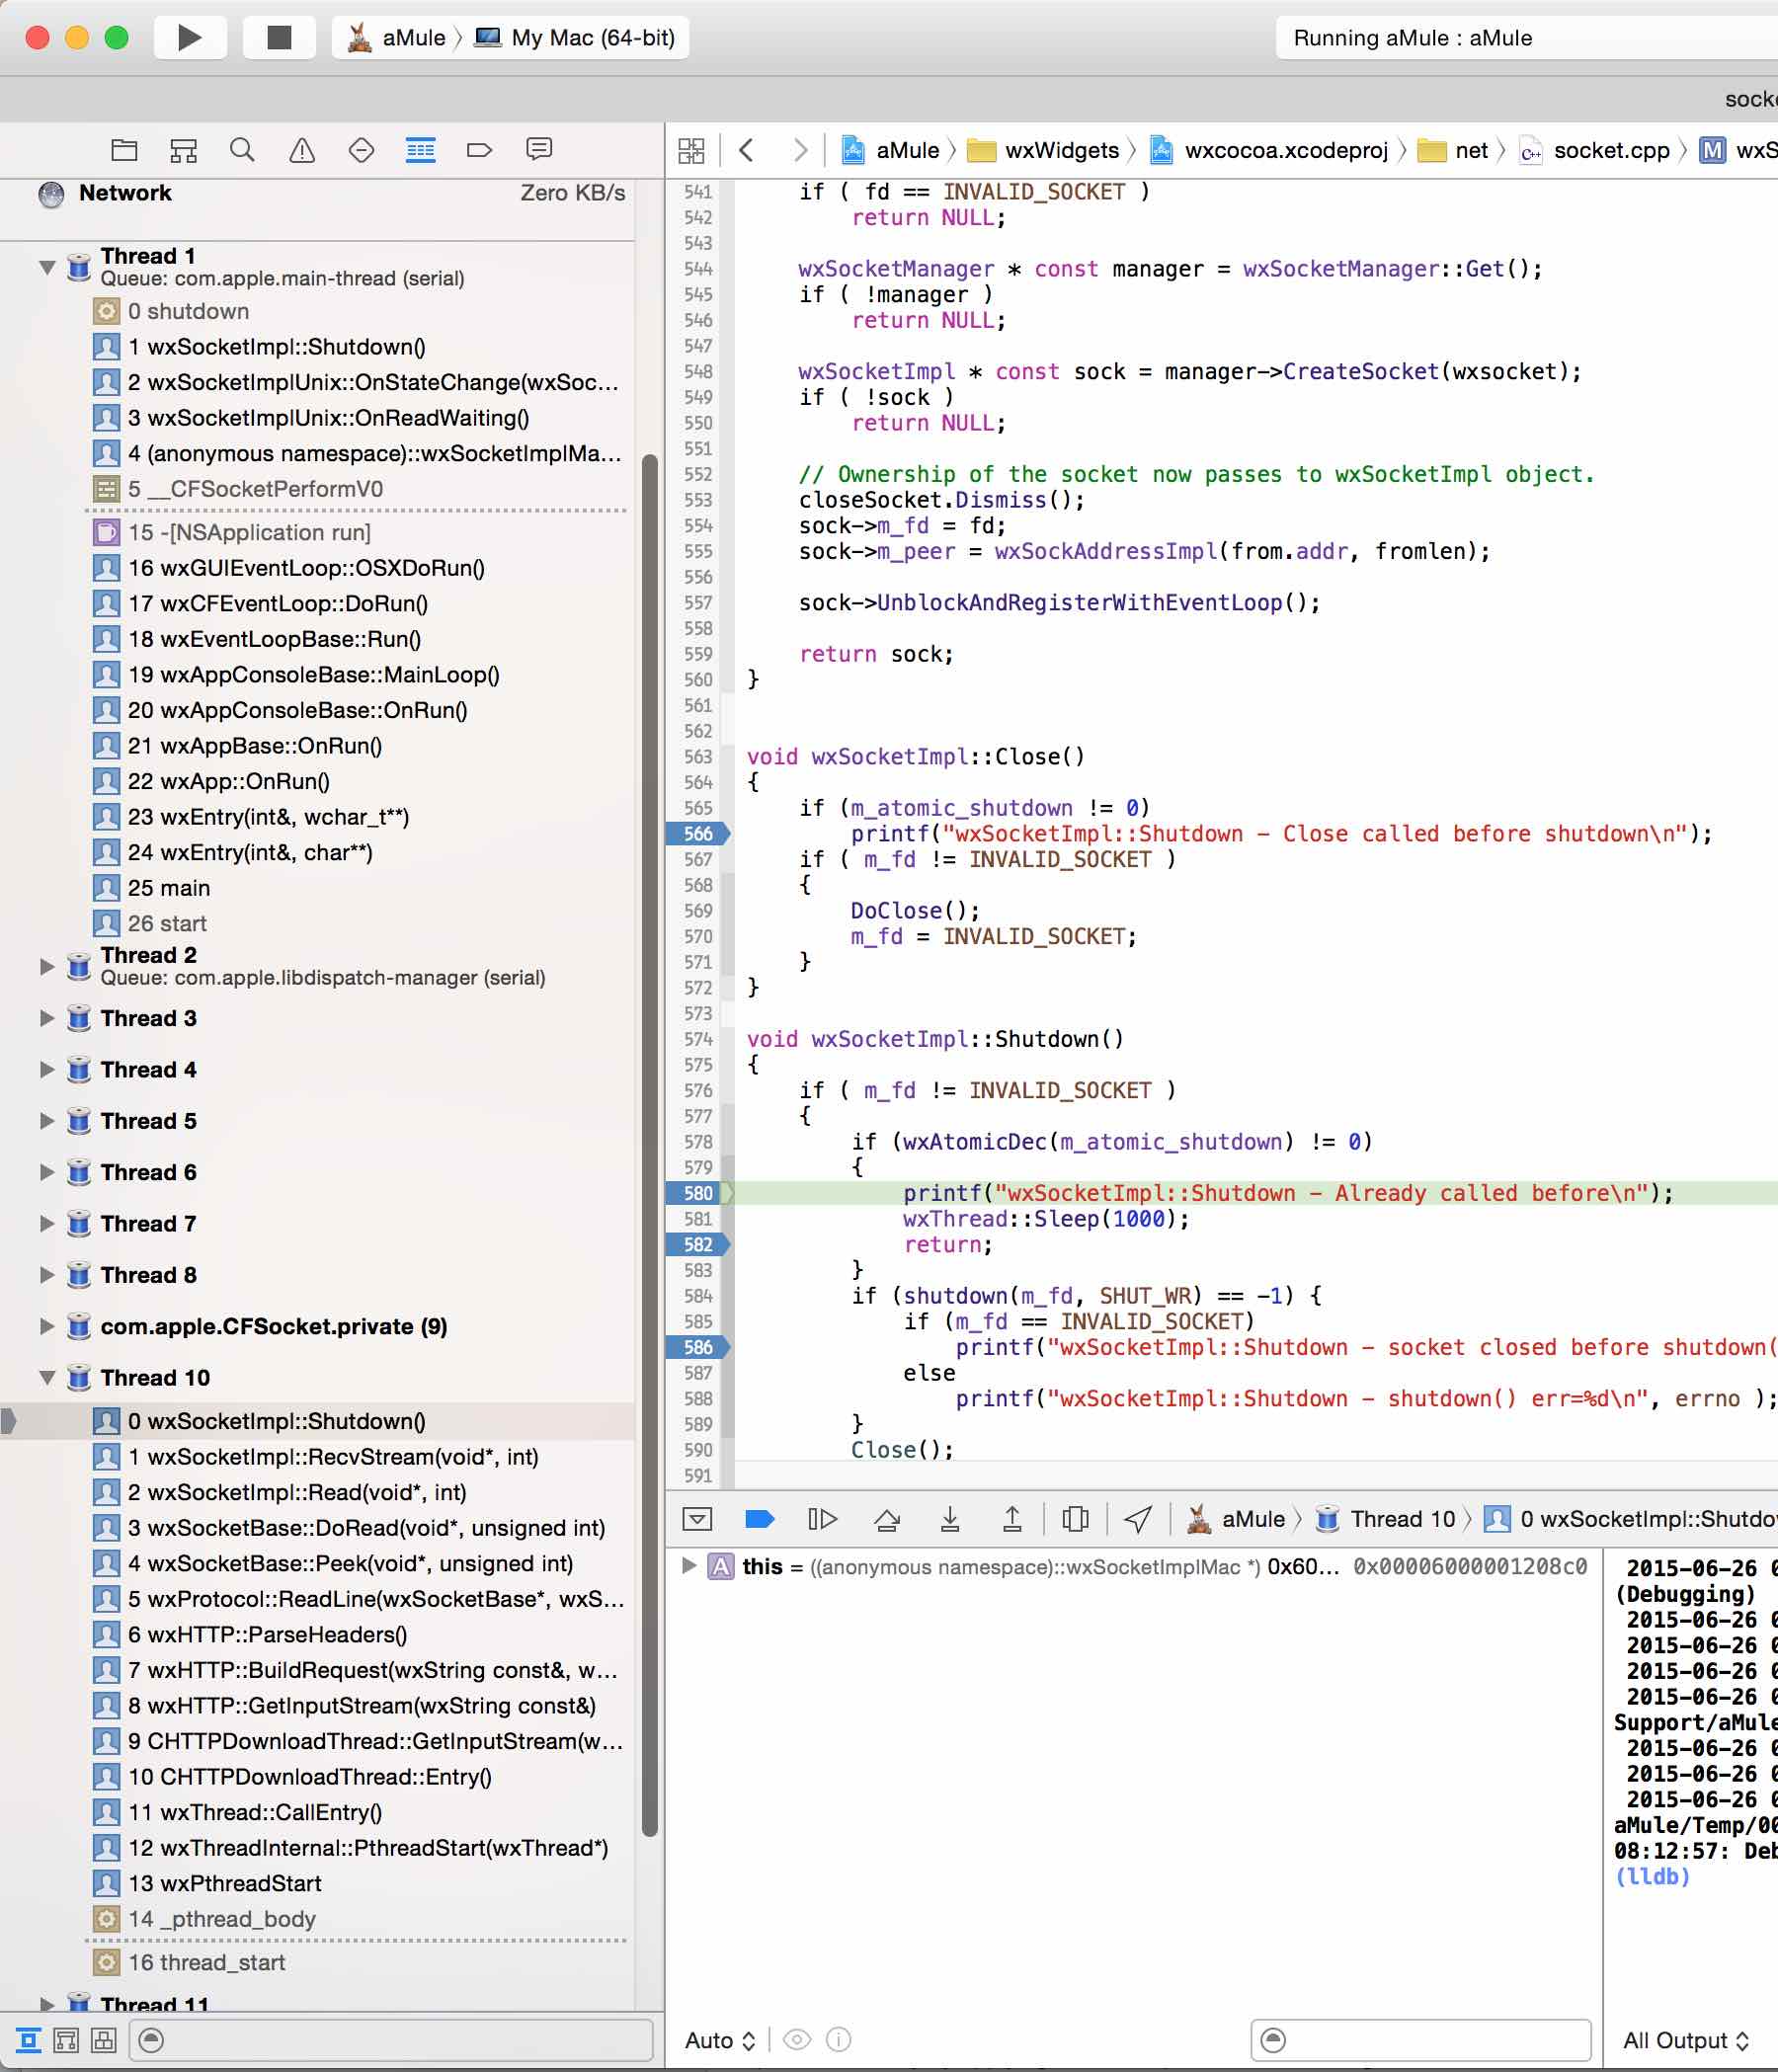 aMule 〉 My Mac (64-bit)
Running aMule : aMule
socke
Network Zero KB/s
Thread 1
Queue: com.apple.main-thread (serial)
0 shutdown
1 wxSocketImpl::Shutdown()
2 wxSocketImplUnix::OnStateChange(wxSoc...
3 wxSocketImplUnix::OnReadWaiting()
4 (anonymous namespace)::wxSocketImplMa...
5 __CFSocketPerformV0
15 -[NSApplication run]
16 wxGUIEventLoop::OSXDoRun()
17 wxCFEventLoop::DoRun()
18 wxEventLoopBase::Run()
19 wxAppConsoleBase::MainLoop()
20 wxAppConsoleBase::OnRun()
21 wxAppBase::OnRun()
22 wxApp::OnRun()
23 wxEntry(int&, wchar_t**)
24 wxEntry(int&, char**)
25 main
26 start
Thread 2
Queue: com.apple.libdispatch-manager (serial)
Thread 3
Thread 4
Thread 5
Thread 6
Thread 7
Thread 8
com.apple.CFSocket.private (9)
Thread 10
0 wxSocketImpl::Shutdown()
1 wxSocketImpl::RecvStream(void*, int)
2 wxSocketImpl::Read(void*, int)
3 wxSocketBase::DoRead(void*, unsigned int)
4 wxSocketBase::Peek(void*, unsigned int)
5 wxProtocol::ReadLine(wxSocketBase*, wxS...
6 wxHTTP::ParseHeaders()
7 wxHTTP::BuildRequest(wxString const&, w...
8 wxHTTP::GetInputStream(wxString const&)
9 CHTTPDownloadThread::GetInputStream(w...
10 CHTTPDownloadThread::Entry()
11 wxThread::CallEntry()
12 wxThreadInternal::PthreadStart(wxThread*)
13 wxPthreadStart
14 _pthread_body
16 thread_start
Thread 11
aMule 〉 wxWidgets 〉 wxcocoa.xcodeproj 〉 net 〉 socket.cpp 〉 M wxS
541 if ( fd == INVALID_SOCKET )
542 return NULL;
543
544 wxSocketManager * const manager = wxSocketManager::Get();
545 if ( !manager )
546 return NULL;
547
548 wxSocketImpl * const sock = manager->CreateSocket(wxsocket);
549 if ( !sock )
550 return NULL;
551
552 // Ownership of the socket now passes to wxSocketImpl object.
553 closeSocket.Dismiss();
554 sock->m_fd = fd;
555 sock->m_peer = wxSockAddressImpl(from.addr, fromlen);
556
557 sock->UnblockAndRegisterWithEventLoop();
558
559 return sock;
560 }
561
562
563 void wxSocketImpl::Close()
564 {
565 if (m_atomic_shutdown != 0)
566 printf("wxSocketImpl::Shutdown - Close called before shutdown\n");
567 if ( m_fd != INVALID_SOCKET )
568 {
569 DoClose();
570 m_fd = INVALID_SOCKET;
571 }
572 }
573
574 void wxSocketImpl::Shutdown()
575 {
576 if ( m_fd != INVALID_SOCKET )
577 {
578 if (wxAtomicDec(m_atomic_shutdown) != 0)
579 {
580 printf("wxSocketImpl::Shutdown - Already called before\n");
581 wxThread::Sleep(1000);
582 return;
583 }
584 if (shutdown(m_fd, SHUT_WR) == -1) {
585 if (m_fd == INVALID_SOCKET)
586 printf("wxSocketImpl::Shutdown - socket closed before shutdown(
587 else
588 printf("wxSocketImpl::Shutdown - shutdown() err=%d\n", errno );
589 }
590 Close();
591
aMule 〉 Thread 10 〉 0 wxSocketImpl::Shutdo
A this = ((anonymous namespace)::wxSocketImplMac *) 0x60... 0x00006000001208c0
2015-06-26 0
(Debugging)
2015-06-26 0
2015-06-26 0
2015-06-26 0
2015-06-26 0
Support/aMule
2015-06-26 0
2015-06-26 0
2015-06-26 0
aMule/Temp/00
08:12:57: Deb
(lldb)
Auto
All Output